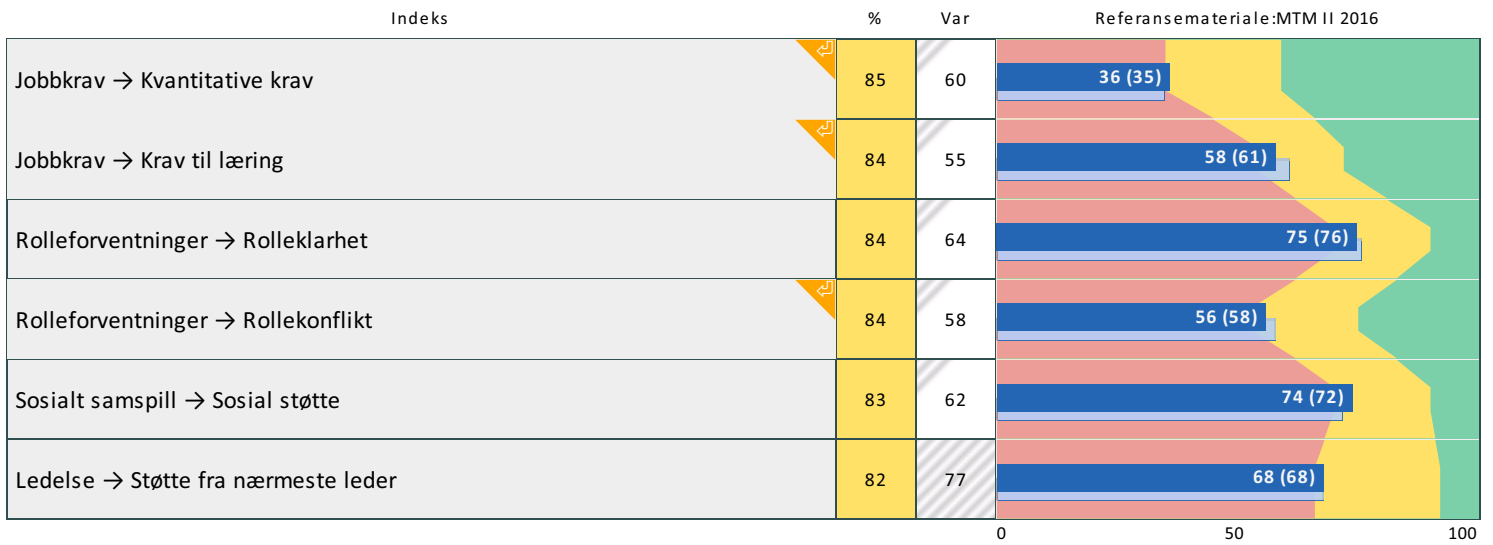 Indeks % Var Referansemateriale:MTM II 2016
Jobbkrav → Kvantitative krav 85 60 36 (35)
Jobbkrav → Krav til læring 84 55 58 (61)
Rolleforventninger → Rolleklarhet 84 64 75 (76)
Rolleforventninger → Rollekonflikt 84 58 56 (58)
Sosialt samspill → Sosial støtte 83 62 74 (72)
Ledelse → Støtte fra nærmeste leder 82 77 68 (68)
0 50 100